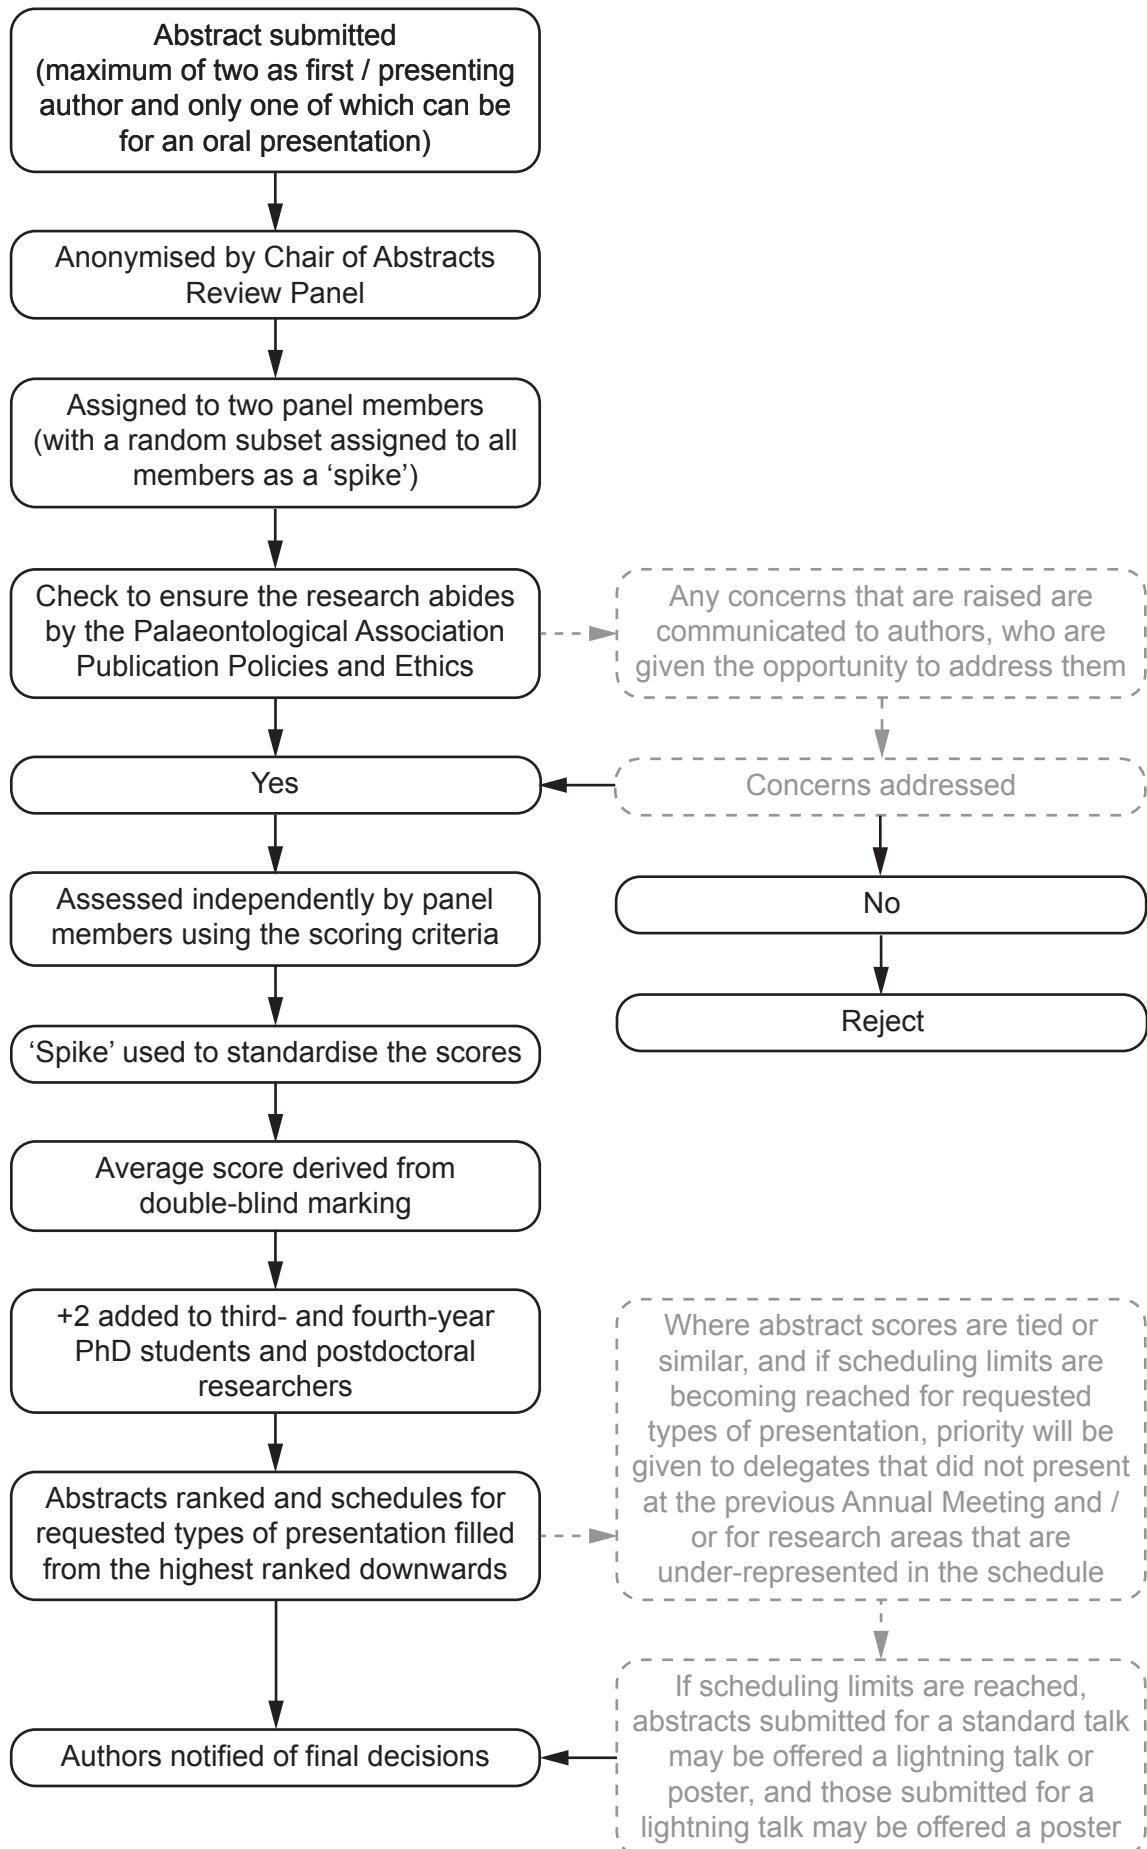 Abstract submitted
(maximum of two as first / presenting
author and only one of which can be
for an oral presentation)
Anonymised by Chair of Abstracts
Review Panel
Assigned to two panel members
(with a random subset assigned to all
members as a ‘spike’)
Check to ensure the research abides
by the Palaeontological Association
Publication Policies and Ethics
Any concerns that are raised are
communicated to authors, who are
given the opportunity to address them
Yes
Concerns addressed
Assessed independently by panel
members using the scoring criteria
No
‘Spike’ used to standardise the scores
Reject
Average score derived from
double-blind marking
+2 added to third- and fourth-year
PhD students and postdoctoral
researchers
Abstracts ranked and schedules for
requested types of presentation filled
from the highest ranked downwards
Where abstract scores are tied or
similar, and if scheduling limits are
becoming reached for requested
types of presentation, priority will be
given to delegates that did not present
at the previous Annual Meeting and /
or for research areas that are
under-represented in the schedule
If scheduling limits are reached,
abstracts submitted for a standard talk
may be offered a lightning talk or
poster, and those submitted for a
lightning talk may be offered a poster
Authors notified of final decisions